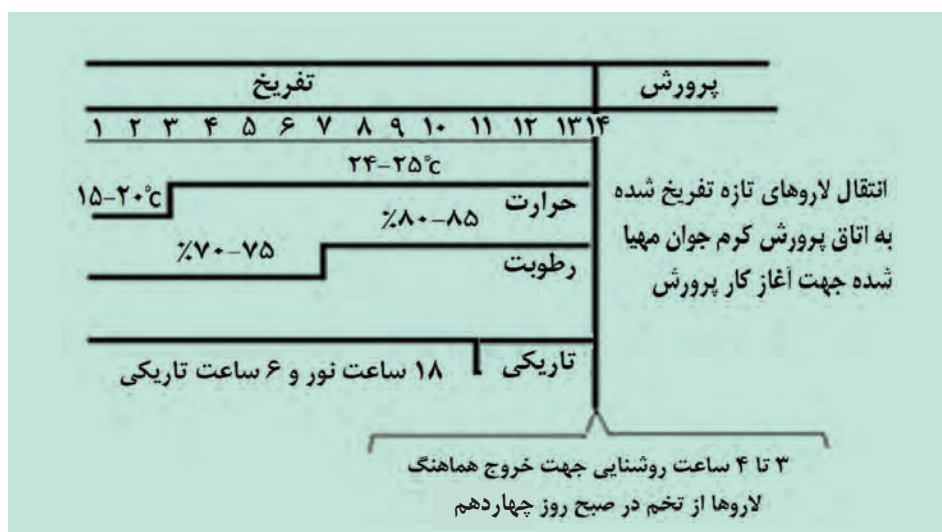 تفریخ پرورش
۱ ۲ ۳ ۴ ۵ ۶ ۷ ۸ ۹ ۱۰ ۱۱ ۱۲ ۱۳ ۱۴
۲۴–۲۵°c
۱۵–۲۰°c
حرارت
٪۸۰–۸۵
٪۷۰–۷۵
رطوبت
تاریکی
۱۸ ساعت نور و ۶ ساعت تاریکی
انتقال لاروهای تازه تفریخ شده
به اتاق پرورش کرم جوان مهیا
شده جهت آغاز کار پرورش
۳ تا ۴ ساعت روشنایی جهت خروج هماهنگ
لاروها از تخم در صبح روز چهاردهم